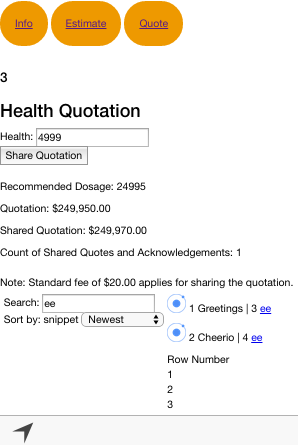 Info Estimate Quote
3
Health Quotation
Health: 4999
Share Quotation
Recommended Dosage: 24995
Quotation: $249,950.00
Shared Quotation: $249,970.00
Count of Shared Quotes and Acknowledgements: 1
Note: Standard fee of $20.00 applies for sharing the quotation.
Search: ee
Sort by: snippet Newest
1 Greetings | 3 ee
2 Cheerio | 4 ee
Row Number
1
2
3